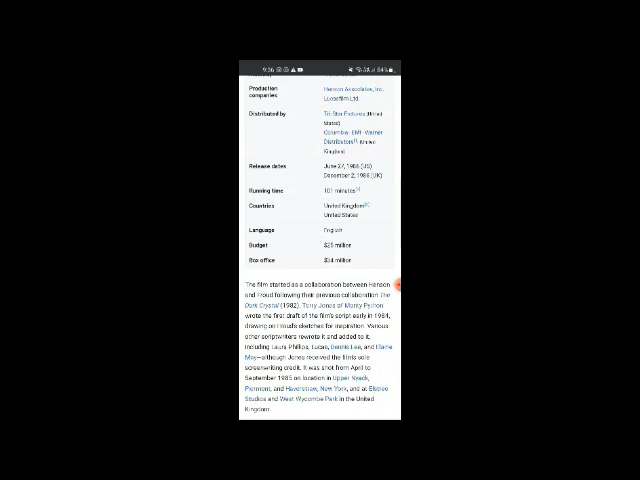 9:36
84%
Production companies
Henson Associates, Inc.
Lucasfilm Ltd.
Distributed by
Tri-Star Pictures (United States)
Columbia-EMI-Warner Distributors (United Kingdom)
Release dates
June 27, 1986 (US)
December 2, 1986 (UK)
Running time
101 minutes
Countries
United Kingdom
United States
Language
English
Budget
$25 million
Box office
$34 million
The film started as a collaboration between Henson
and Froud following their previous collaboration The
Dark Crystal (1982). Terry Jones of Monty Python
wrote the first draft of the film's script early in 1984,
drawing on Froud's sketches for inspiration. Various
other scriptwriters rewrote it and added to it,
including Laura Phillips, Lucas, Dennis Lee, and Elaine
May—although Jones received the film's sole
screenwriting credit. It was shot from April to
September 1985 on location in Upper Nyack,
Piermont, and Haverstraw, New York, and at Elstree
Studios and West Wycombe Park in the United
Kingdom.